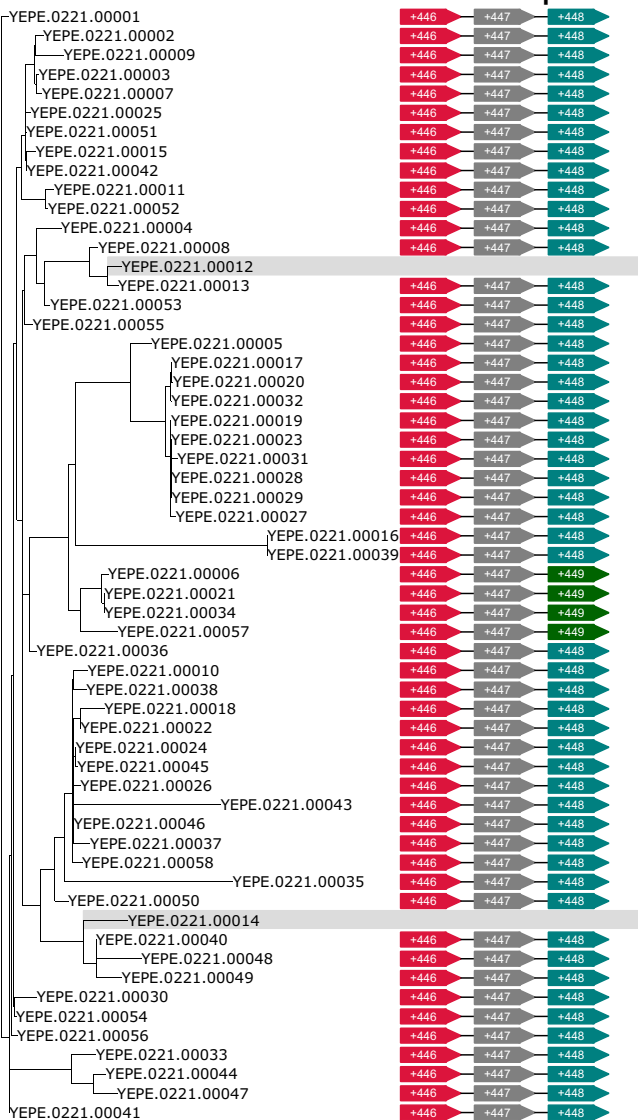 YEPE.0221.00001 +446 +447 +448
YEPE.0221.00002 +446 +447 +448
YEPE.0221.00009 +446 +447 +448
YEPE.0221.00003 +446 +447 +448
YEPE.0221.00007 +446 +447 +448
YEPE.0221.00025 +446 +447 +448
YEPE.0221.00051 +446 +447 +448
YEPE.0221.00015 +446 +447 +448
YEPE.0221.00042 +446 +447 +448
YEPE.0221.00011 +446 +447 +448
YEPE.0221.00052 +446 +447 +448
YEPE.0221.00004 +446 +447 +448
YEPE.0221.00008 +446 +447 +448
YEPE.0221.00012
YEPE.0221.00013 +446 +447 +448
YEPE.0221.00053 +446 +447 +448
YEPE.0221.00055 +446 +447 +448
YEPE.0221.00005 +446 +447 +448
YEPE.0221.00017 +446 +447 +448
YEPE.0221.00020 +446 +447 +448
YEPE.0221.00032 +446 +447 +448
YEPE.0221.00019 +446 +447 +448
YEPE.0221.00023 +446 +447 +448
YEPE.0221.00031 +446 +447 +448
YEPE.0221.00028 +446 +447 +448
YEPE.0221.00029 +446 +447 +448
YEPE.0221.00027 +446 +447 +448
YEPE.0221.00016 +446 +447 +448
YEPE.0221.00039 +446 +447 +448
YEPE.0221.00006 +446 +447 +449
YEPE.0221.00021 +446 +447 +449
YEPE.0221.00034 +446 +447 +449
YEPE.0221.00057 +446 +447 +449
YEPE.0221.00036 +446 +447 +448
YEPE.0221.00010 +446 +447 +448
YEPE.0221.00038 +446 +447 +448
YEPE.0221.00018 +446 +447 +448
YEPE.0221.00022 +446 +447 +448
YEPE.0221.00024 +446 +447 +448
YEPE.0221.00045 +446 +447 +448
YEPE.0221.00026 +446 +447 +448
YEPE.0221.00043 +446 +447 +448
YEPE.0221.00046 +446 +447 +448
YEPE.0221.00037 +446 +447 +448
YEPE.0221.00058 +446 +447 +448
YEPE.0221.00035 +446 +447 +448
YEPE.0221.00050 +446 +447 +448
YEPE.0221.00014
YEPE.0221.00040 +446 +447 +448
YEPE.0221.00048 +446 +447 +448
YEPE.0221.00049 +446 +447 +448
YEPE.0221.00030 +446 +447 +448
YEPE.0221.00054 +446 +447 +448
YEPE.0221.00056 +446 +447 +448
YEPE.0221.00033 +446 +447 +448
YEPE.0221.00044 +446 +447 +448
YEPE.0221.00047 +446 +447 +448
YEPE.0221.00041 +446 +447 +448